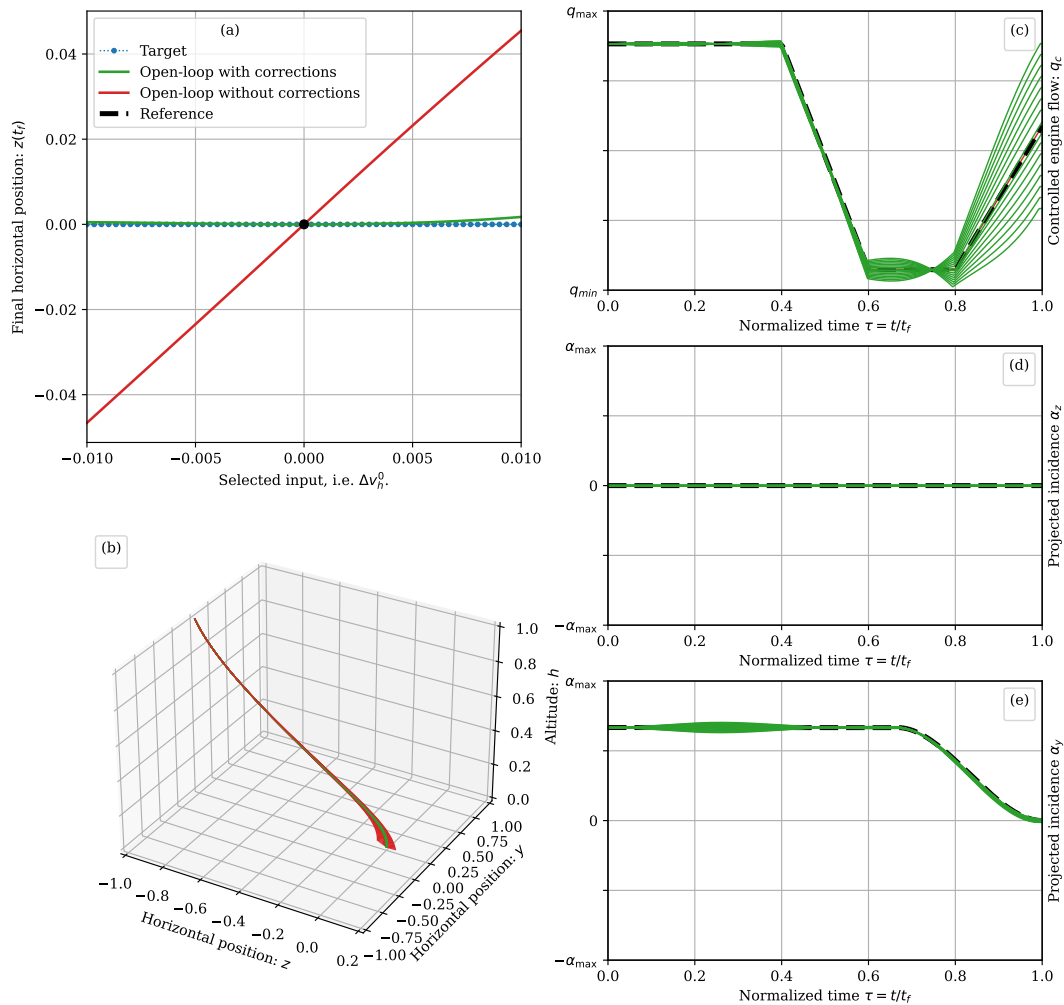 (a)
Target
Open-loop with corrections
Open-loop without corrections
Reference
0.04
0.02
0.00
−0.02
−0.04
Final horizontal position: z(t_f)
−0.010
−0.005
0.000
0.005
0.010
Selected input, i.e. Δv_h^0.
(b)
1.0
0.8
0.6
0.4
0.2
0.0
Altitude: h
1.00
0.75
0.50
0.25
0.00
−0.25
−0.50
−0.75
−1.00
Horizontal position: y
−1.0
−0.8
−0.6
−0.4
−0.2
0.0
0.2
Horizontal position: z
(c)
q_max
q_min
0.0
0.2
0.4
0.6
0.8
1.0
Normalized time τ = t/t_f
Controlled engine flow: q_c
(d)
α_max
0
−α_max
0.0
0.2
0.4
0.6
0.8
1.0
Normalized time τ = t/t_f
Projected incidence α_z
(e)
α_max
0
−α_max
0.0
0.2
0.4
0.6
0.8
1.0
Normalized time τ = t/t_f
Projected incidence α_y